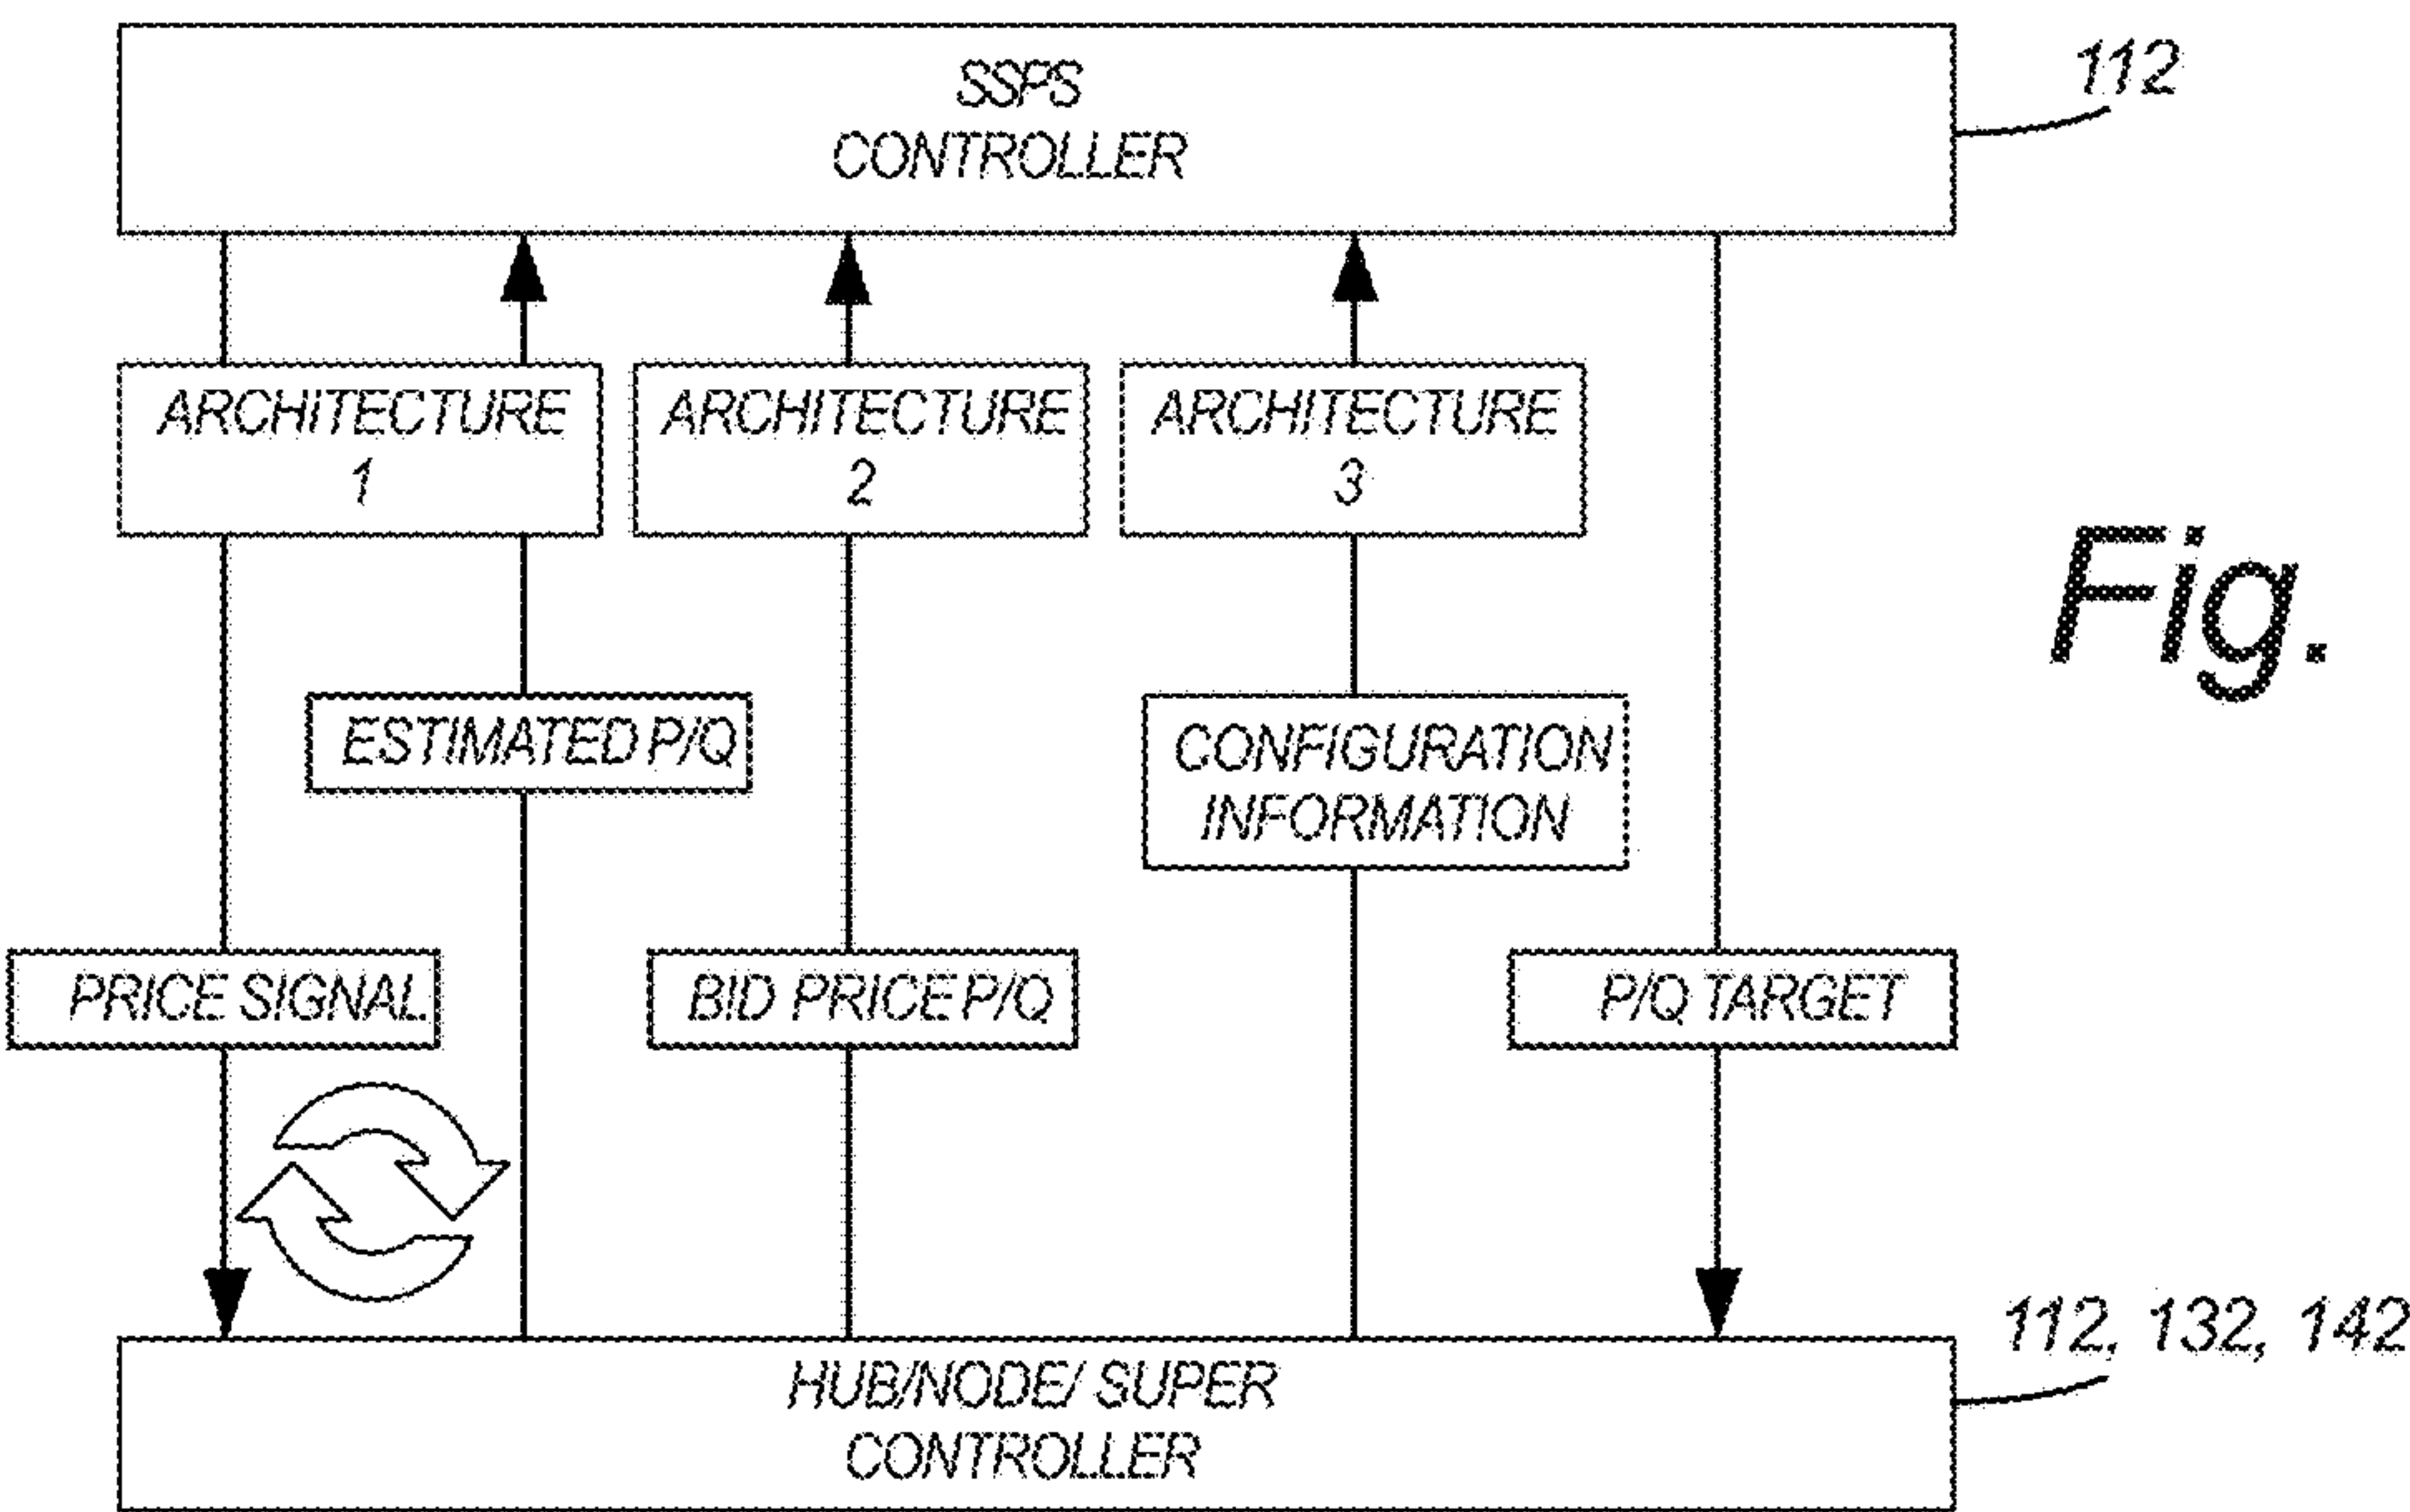 SSPS
CONTROLLER
112
ARCHITECTURE
1
ARCHITECTURE
2
ARCHITECTURE
3
Fig.
ESTIMATED P/Q
CONFIGURATION
INFORMATION
PRICE SIGNAL
BID PRICE P/Q
P/Q TARGET
112, 132, 142
HUB/NODE/ SUPER
CONTROLLER